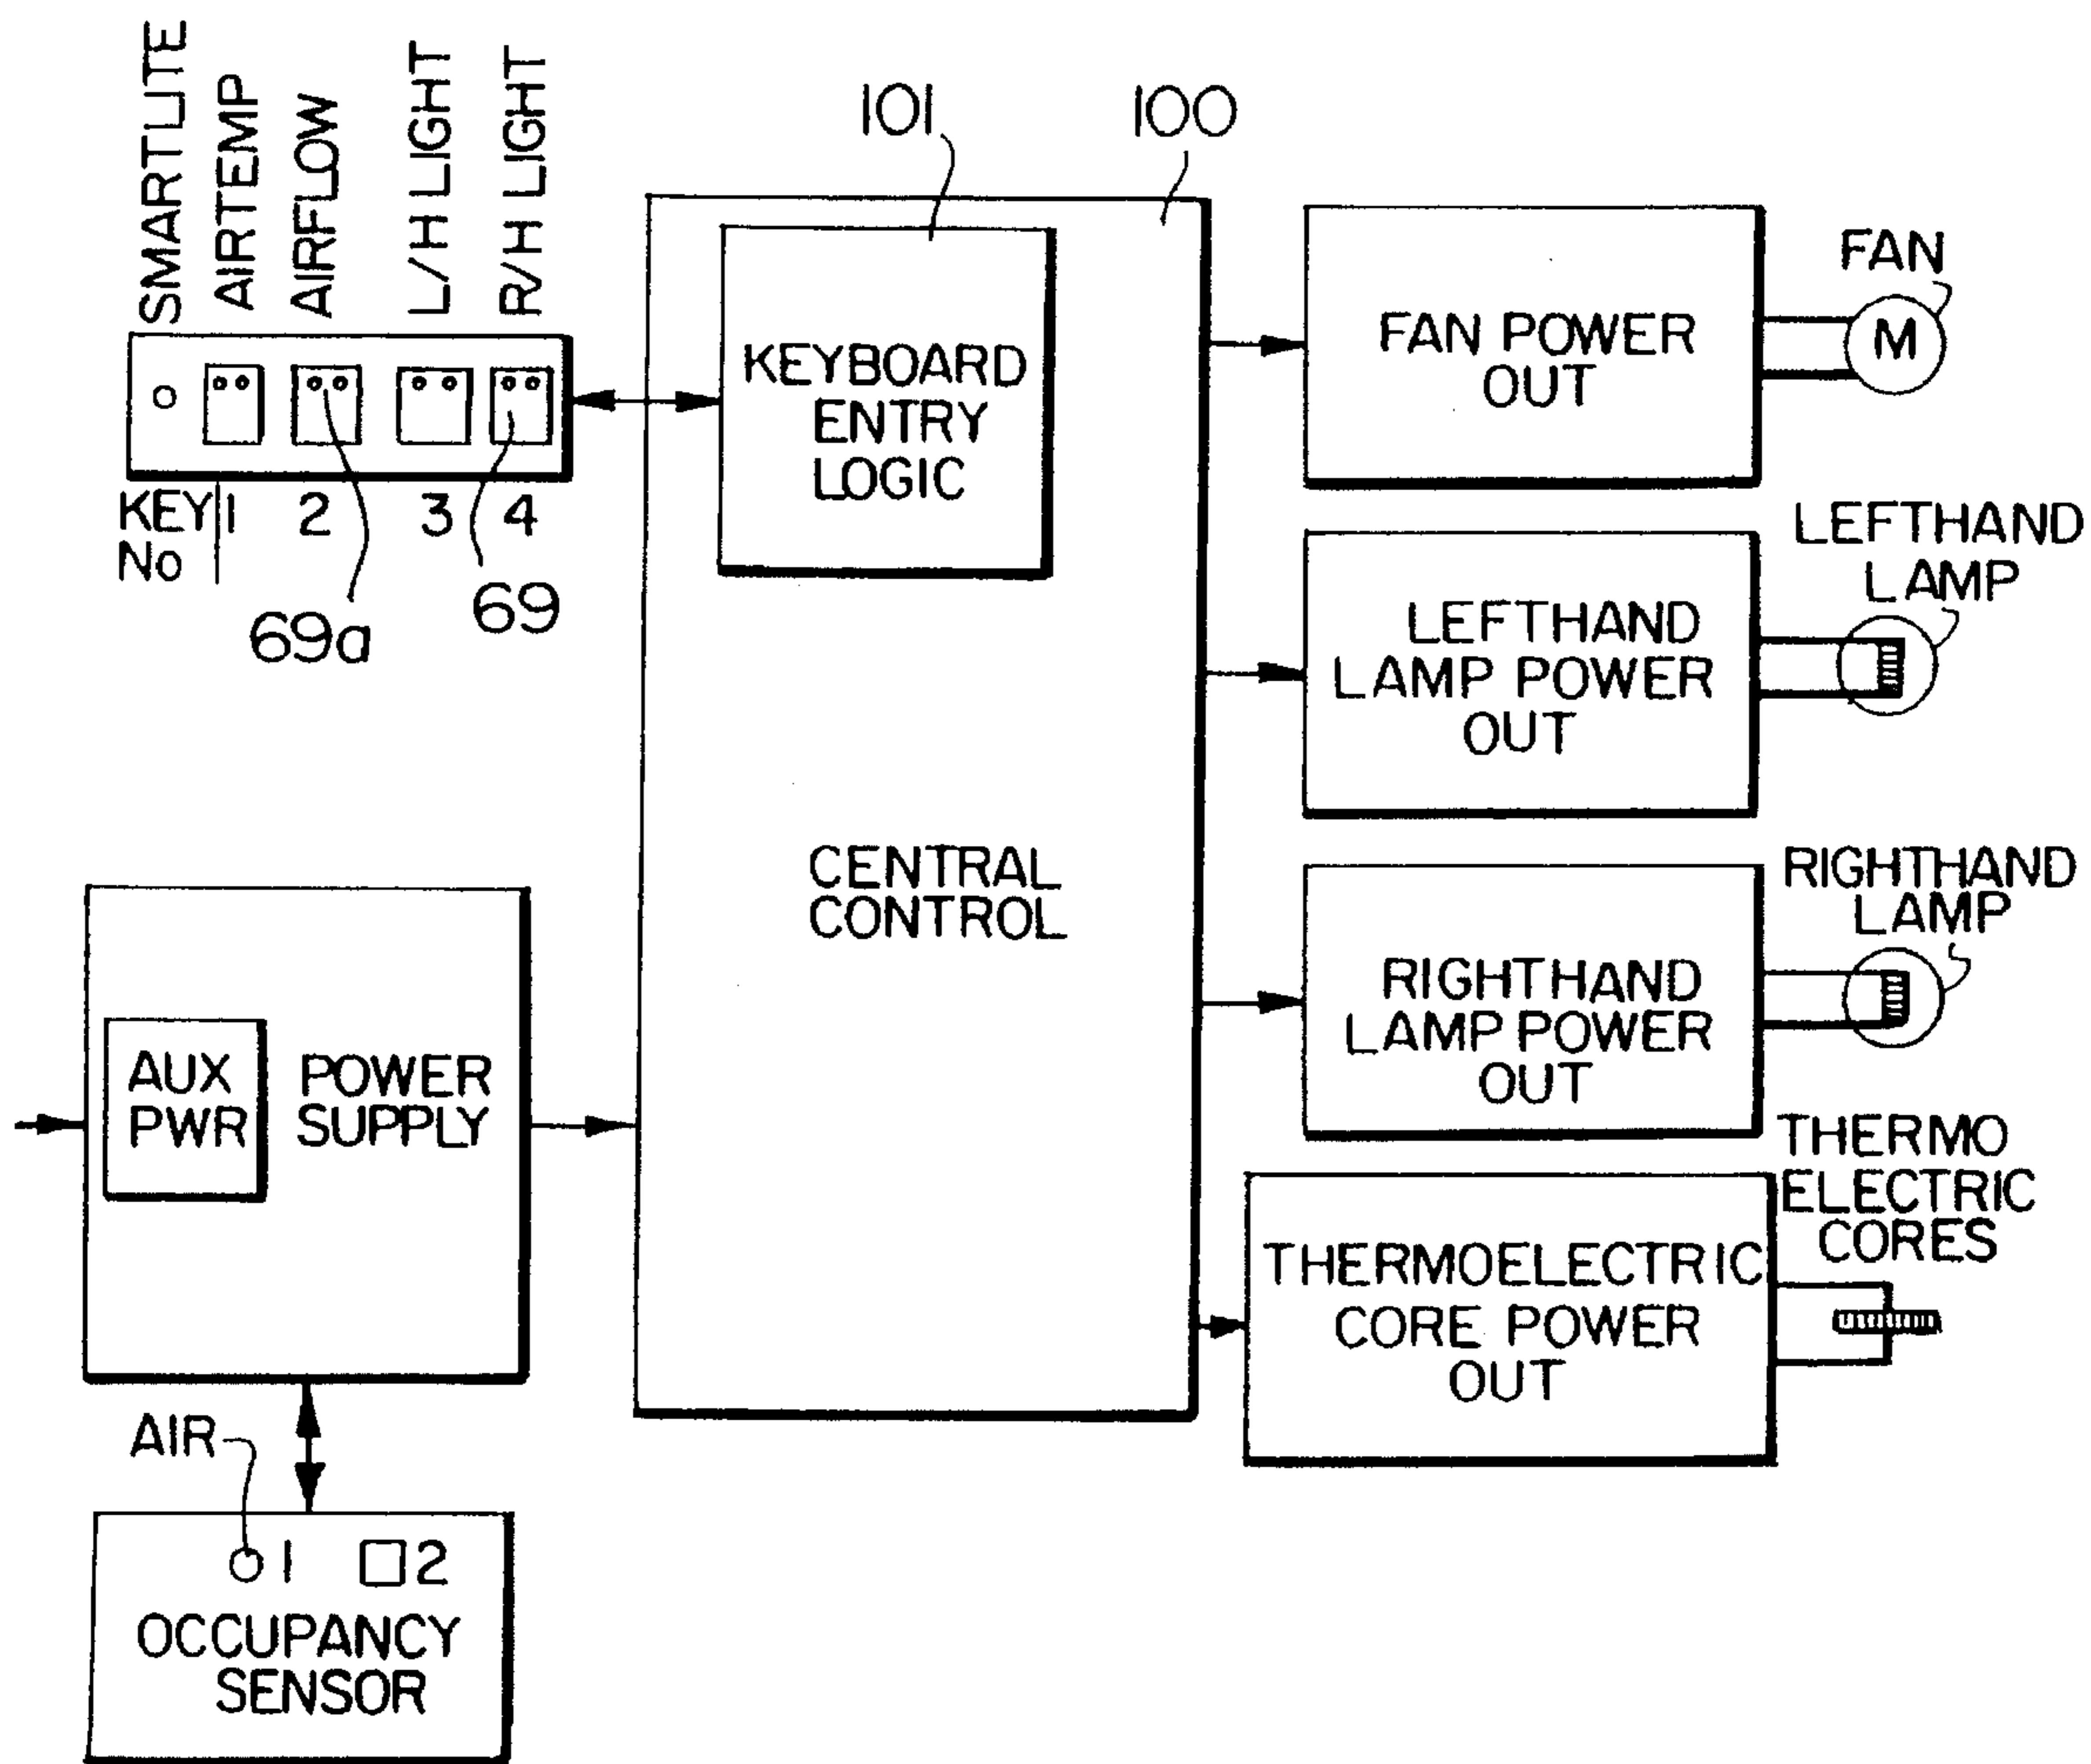 SMARTLITE
AIRTEMP
AIRFLOW
L/H LIGHT
R/H LIGHT
KEY 1 2 3 4
No
69a
69
101
100
KEYBOARD
ENTRY
LOGIC
CENTRAL
CONTROL
FAN POWER
OUT
FAN
M
LEFTHAND
LAMP POWER
OUT
LEFTHAND
LAMP
RIGHTHAND
LAMP POWER
OUT
RIGHTHAND
LAMP
THERMOELECTRIC
CORE POWER
OUT
THERMO
ELECTRIC
CORES
AUX
PWR
POWER
SUPPLY
AIR
1 2
OCCUPANCY
SENSOR